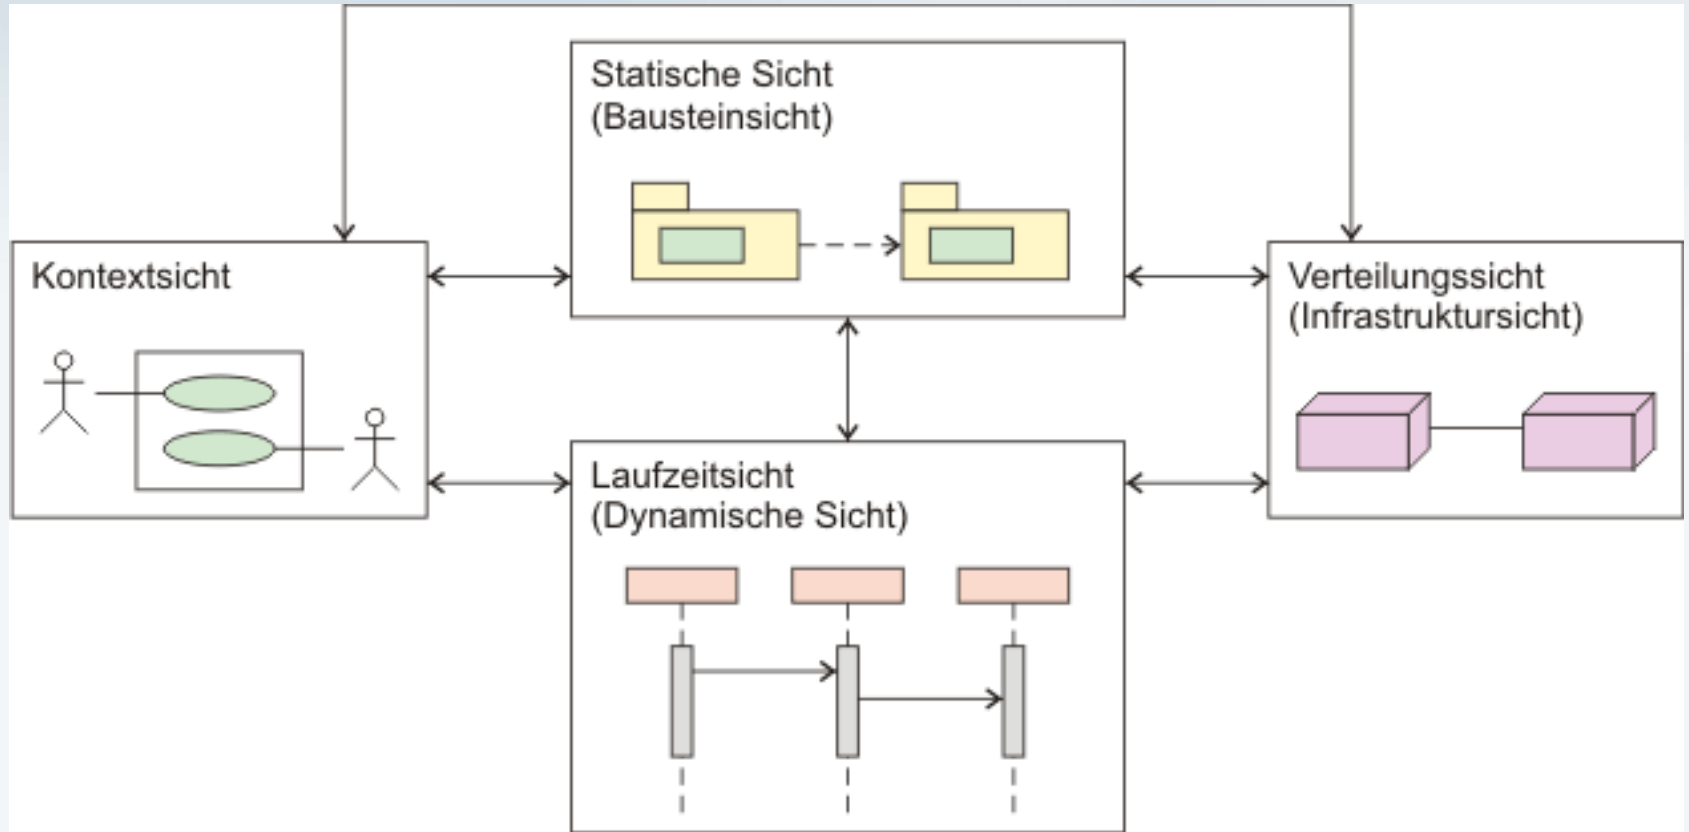 Statische Sicht
(Bausteinsicht)
Kontextsicht
Verteilungssicht
(Infrastruktursicht)
Laufzeitsicht
(Dynamische Sicht)